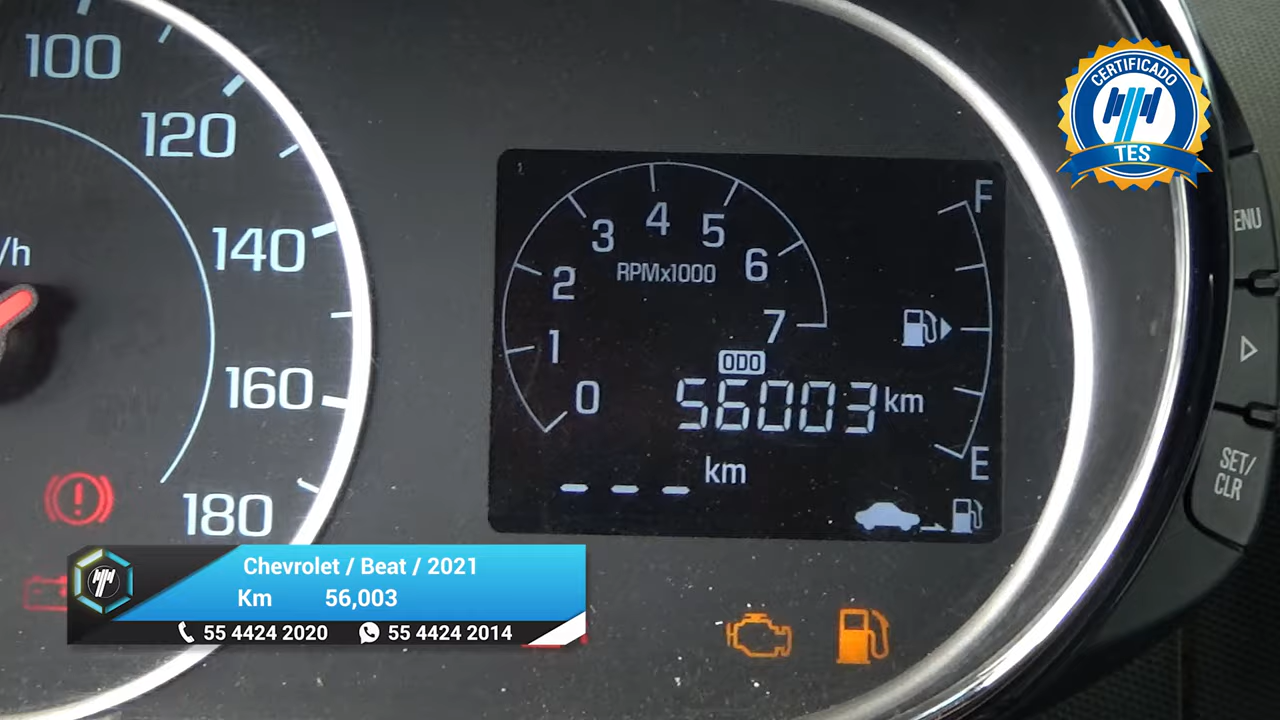 100
120
140
160
180
/h
CERTIFICADO
TES
F
4
3
5
2
6
RPMx1000
1
7
0
ODO
56003 km
km
E
ENU
SET/
CLR
Chevrolet / Beat / 2021
Km 56,003
55 4424 2020 55 4424 2014